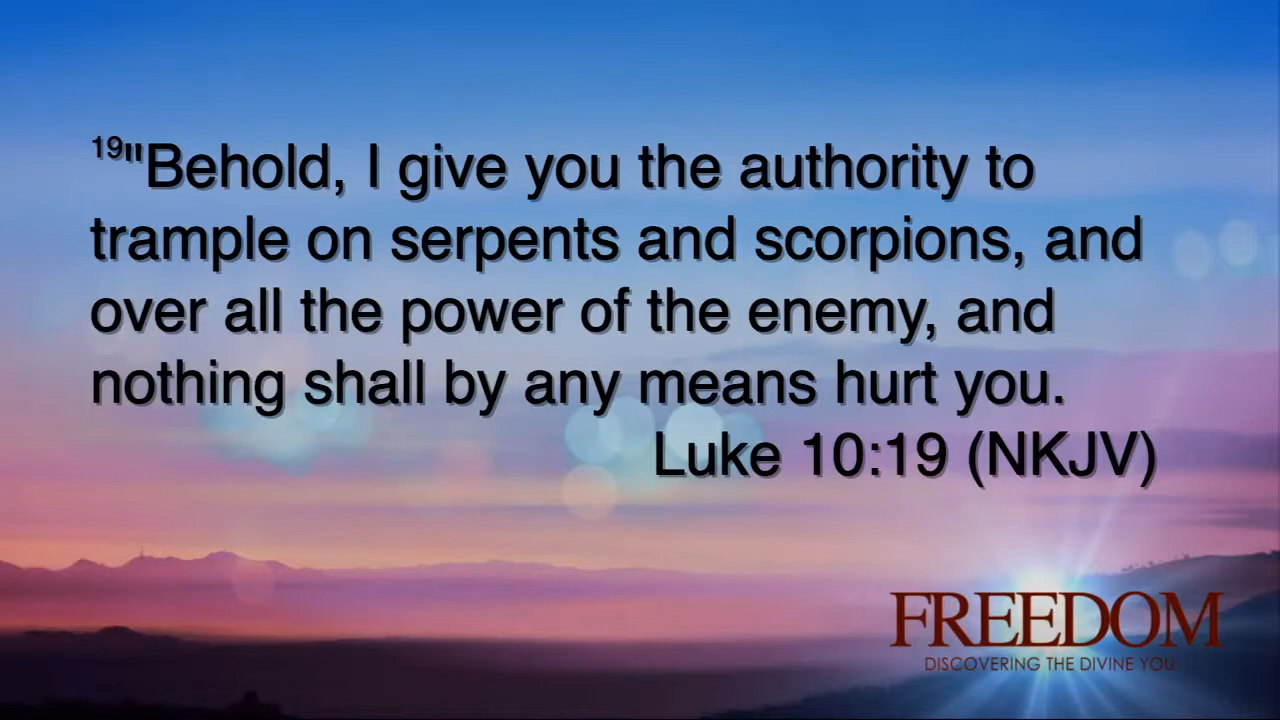 19"Behold, I give you the authority to
trample on serpents and scorpions, and
over all the power of the enemy, and
nothing shall by any means hurt you.
Luke 10:19 (NKJV)
FREEDOM
DISCOVERING THE DIVINE YOU